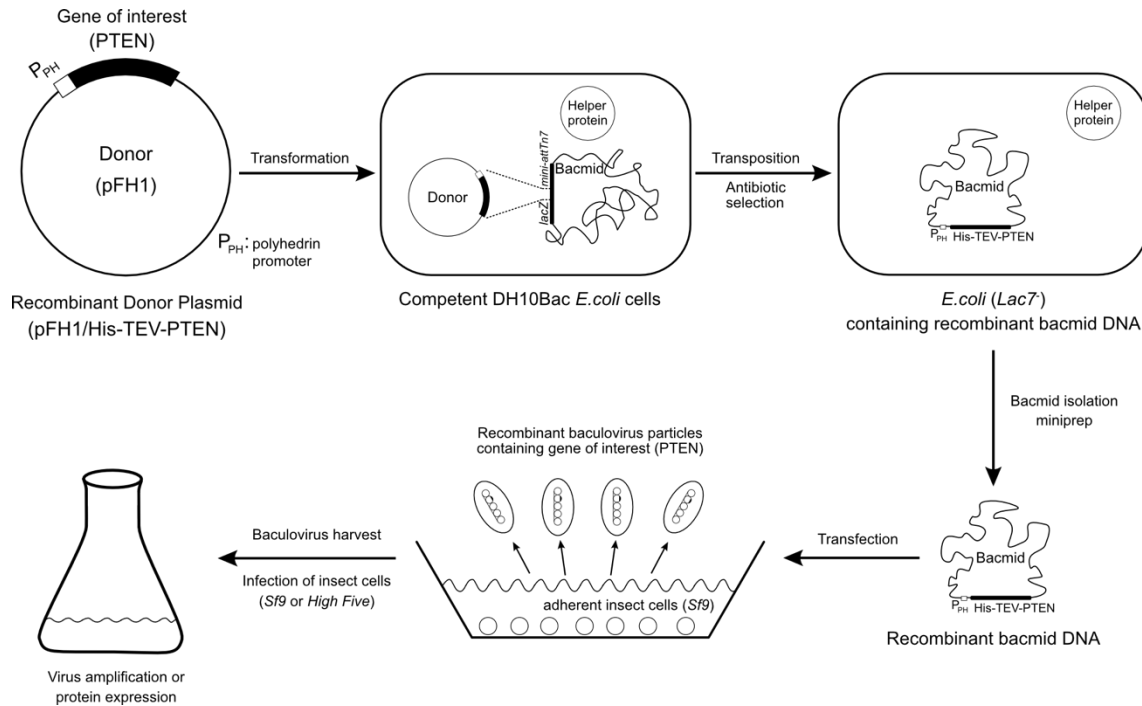 Gene of interest
(PTEN)
PPH
Donor
(pFH1)
PPH: polyhedrin
promoter
Recombinant Donor Plasmid
(pFH1/His-TEV-PTEN)
Transformation
Helper
protein
Donor
lacZ
mini-attTn7
Bacmid
Competent DH10Bac E.coli cells
Transposition
Antibiotic
selection
Helper
protein
Bacmid
PPH His-TEV-PTEN
E.coli (Lac7-)
containing recombinant bacmid DNA
Bacmid isolation
miniprep
Bacmid
PPH His-TEV-PTEN
Recombinant bacmid DNA
Transfection
Recombinant baculovirus particles
containing gene of interest (PTEN)
adherent insect cells (Sf9)
Baculovirus harvest
Infection of insect cells
(Sf9 or High Five)
Virus amplification or
protein expression